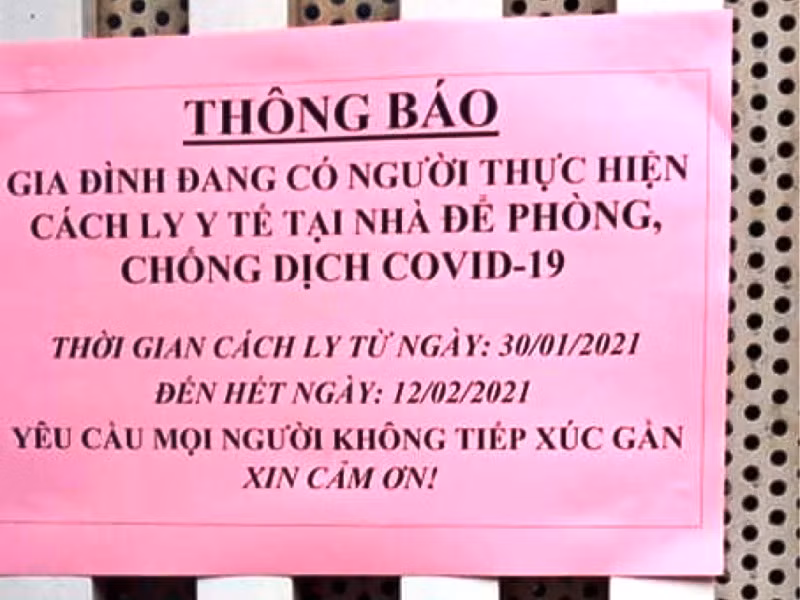 THÔNG BÁO
GIA ĐÌNH ĐANG CÓ NGƯỜI THỰC HIỆN
CÁCH LY Y TẾ TẠI NHÀ ĐỂ PHÒNG,
CHỐNG DỊCH COVID-19
THỜI GIAN CÁCH LY TỪ NGÀY: 30/01/2021
ĐẾN HẾT NGÀY: 12/02/2021
YÊU CẦU MỌI NGƯỜI KHÔNG TIẾP XÚC GẦN
XIN CẢM ƠN!